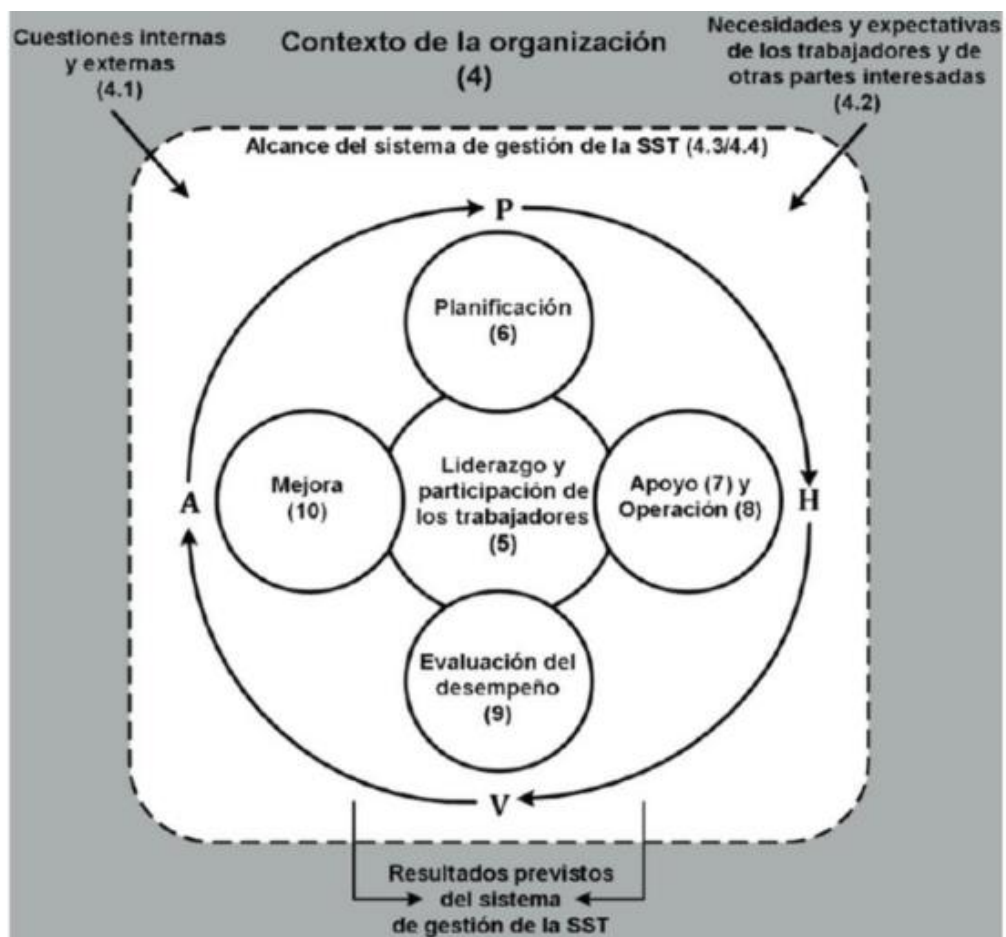 Cuestiones internas
y externas
(4.1)
Contexto de la organización
(4)
Necesidades y expectativas
de los trabajadores y de
otras partes interesadas
(4.2)
Alcance del sistema de gestión de la SST (4.3/4.4)
P
Planificación
(6)
A
Mejora
(10)
Liderazgo y
participación de
los trabajadores
(5)
Apoyo (7) y
Operación (8)
H
Evaluación del
desempeño
(9)
V
Resultados previstos
del sistema
de gestión de la SST